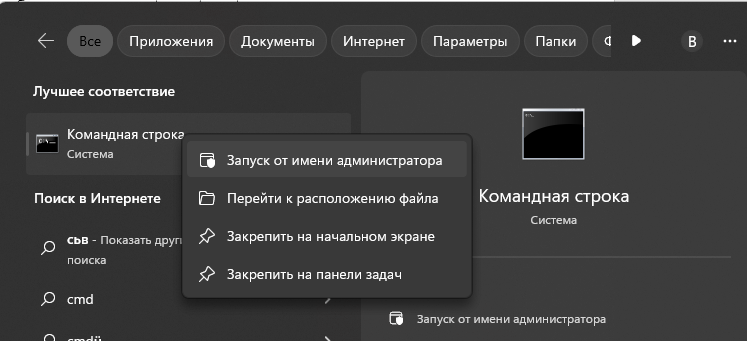 Все
Приложения
Документы
Интернет
Параметры
Папки
B
Лучшее соответствие
Командная строка
Система
Запуск от имени администратора
Перейти к расположению файла
Закрепить на начальном экране
Закрепить на панели задач
Поиск в Интернете
сьв - Показать друг
поиска
cmd
cmdü
Командная строка
Система
Запуск от имени администратора